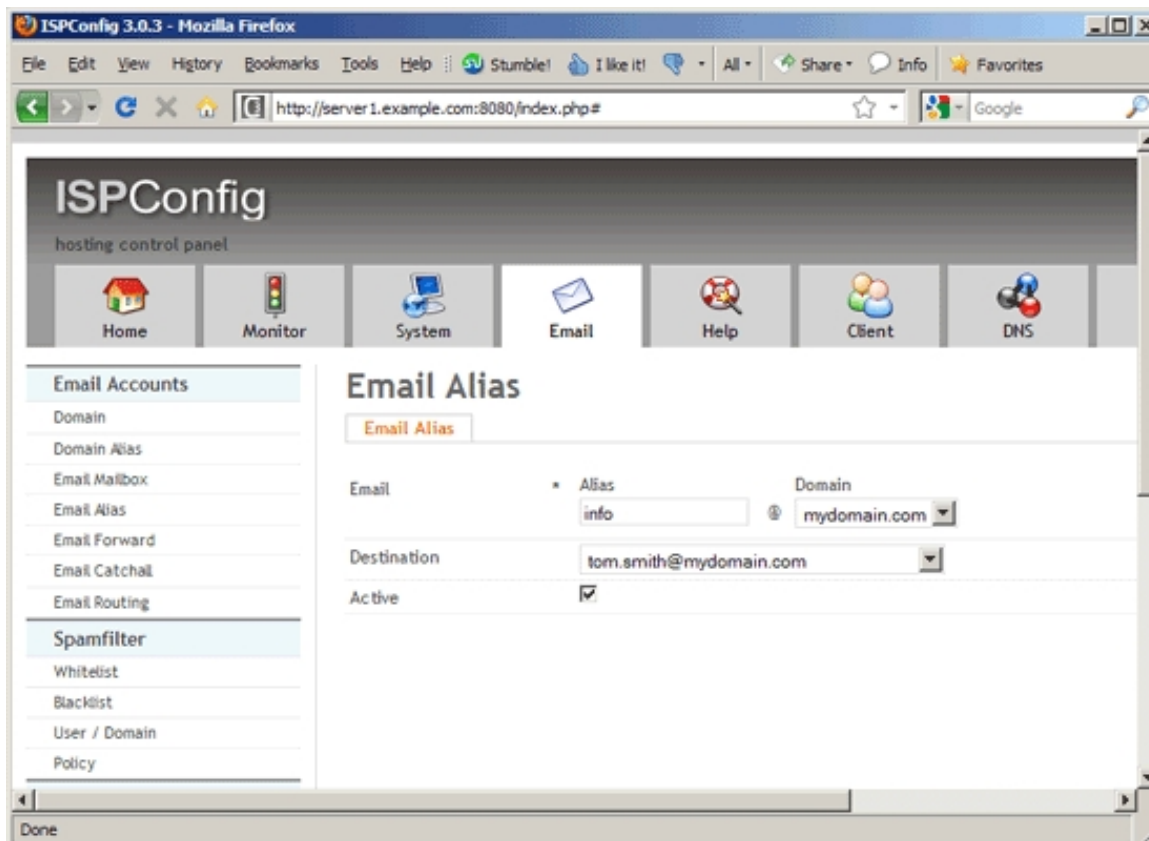 ISPConfig 3.0.3 - Mozilla Firefox
File Edit View History Bookmarks Tools Help Stumble! I like it! All Share Info Favorites
http://server1.example.com:8080/index.php# Google
ISPConfig
hosting control panel
Home Monitor System Email Help Client DNS
Email Accounts
Domain
Domain Alias
Email Mailbox
Email Alias
Email Forward
Email Catchall
Email Routing
Spamfilter
Whitelist
Blacklist
User / Domain
Policy
Email Alias
Email Alias
Email * Alias Domain
info @ mydomain.com
Destination tom.smith@mydomain.com
Active
Done